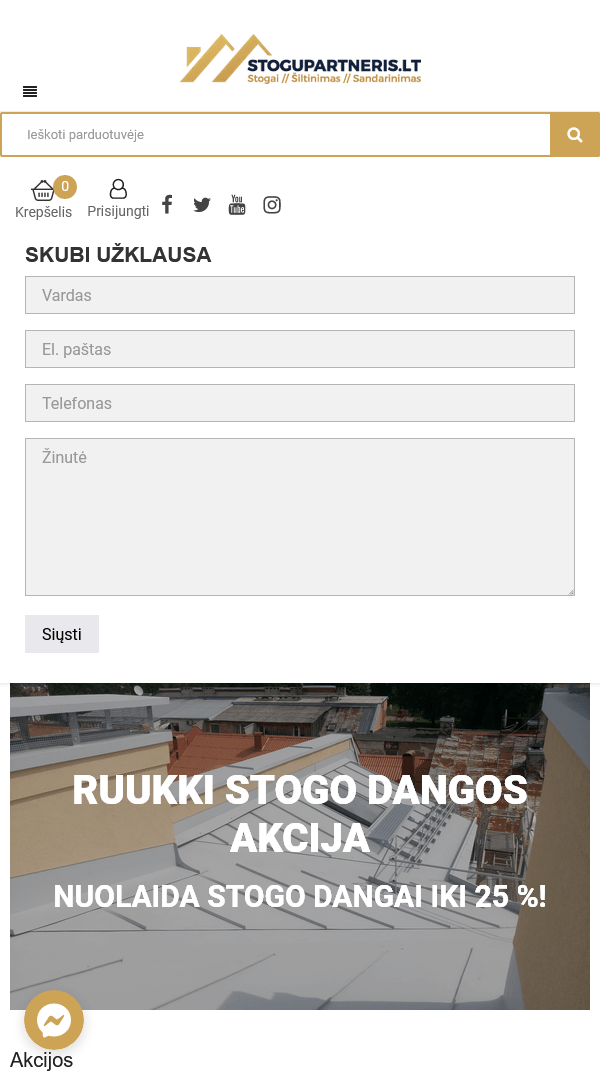 STOGUPARTNERIS.LT
Stogai // Šiltinimas // Sandarinimas
Ieškoti parduotuvėje
0
Krepšelis
Prisijungti
You
Tube
SKUBI UŽKLAUSA
Vardas
El. paštas
Telefonas
Žinutė
Siųsti
RUUKKI STOGO DANGOS
AKCIJA
NUOLAIDA STOGO DANGAI IKI 25 %!
Akcijos